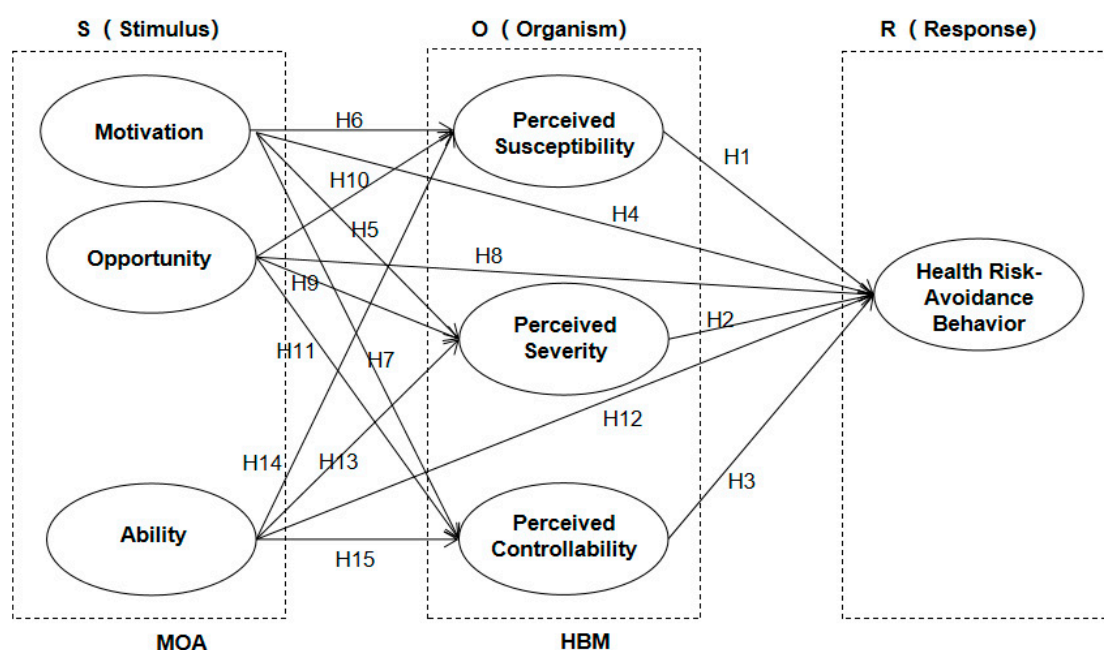 S ( Stimulus)
O ( Organism)
R ( Response)
Motivation
Opportunity
Ability
H6
H10
H5
H9
H11
H7
H14
H13
H15
Perceived
Susceptibility
Perceived
Severity
Perceived
Controllability
H1
H4
H8
H2
H12
H3
Health Risk-
Avoidance
Behavior
MOA
HBM